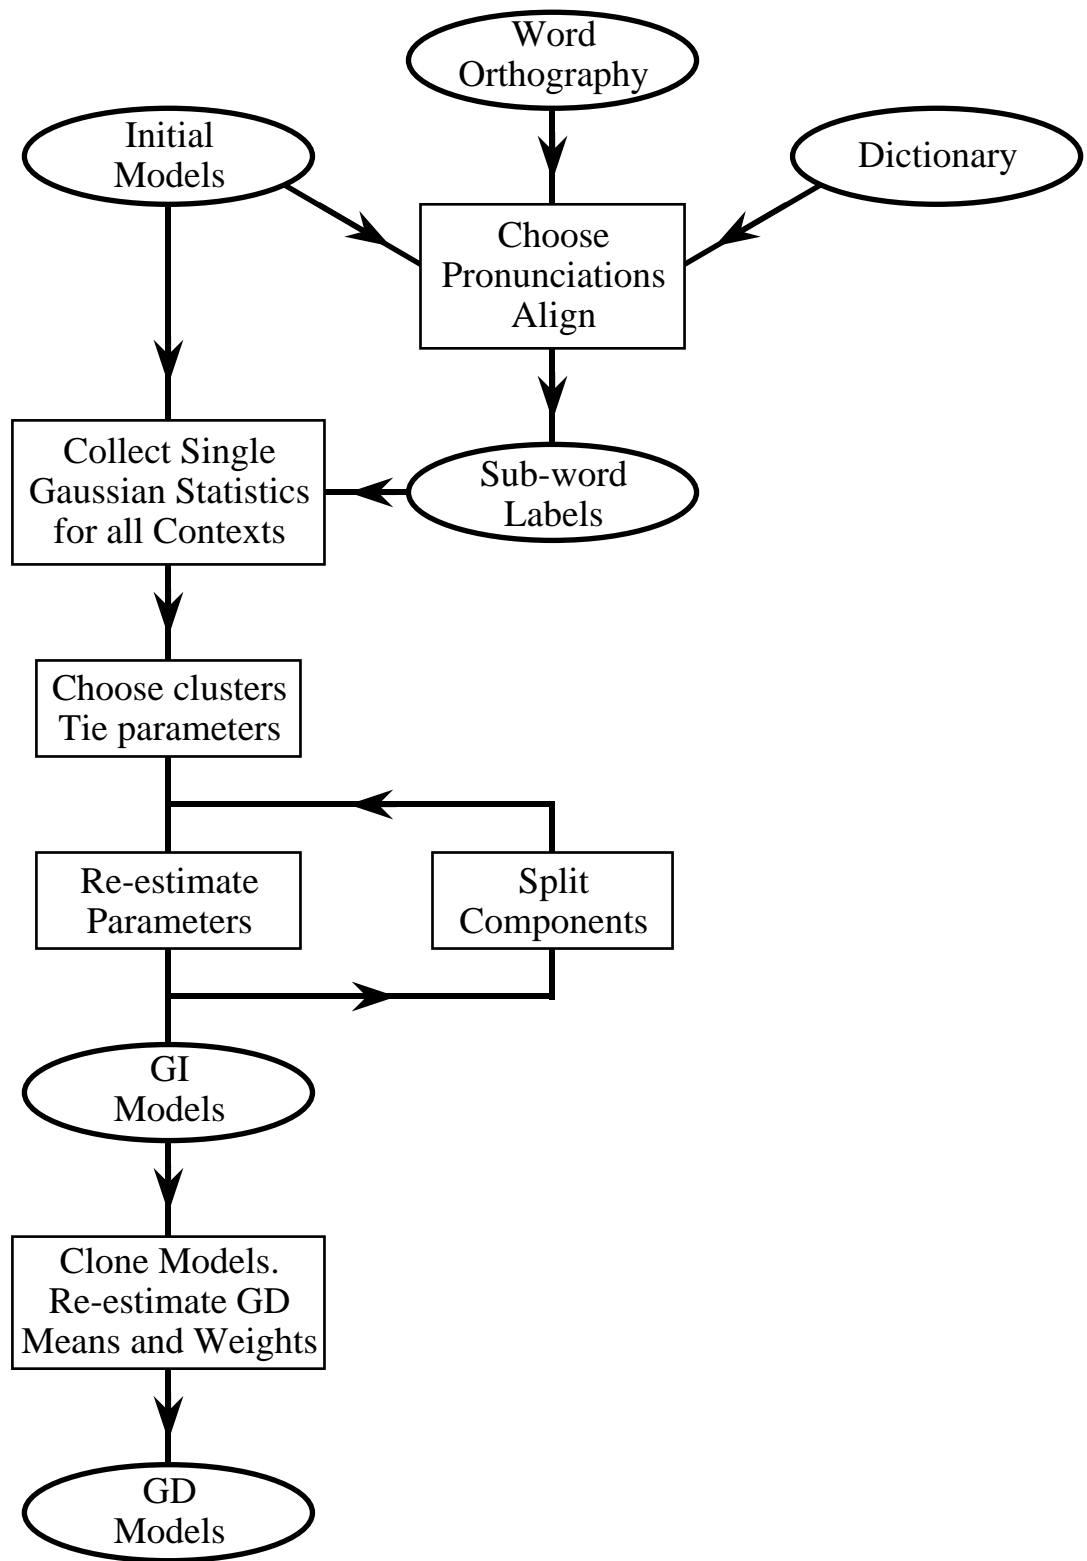 Word
Orthography
Initial
Models
Dictionary
Choose
Pronunciations
Align
Collect Single
Gaussian Statistics
for all Contexts
Sub-word
Labels
Choose clusters
Tie parameters
Re-estimate
Parameters
Split
Components
GI
Models
Clone Models.
Re-estimate GD
Means and Weights
GD
Models